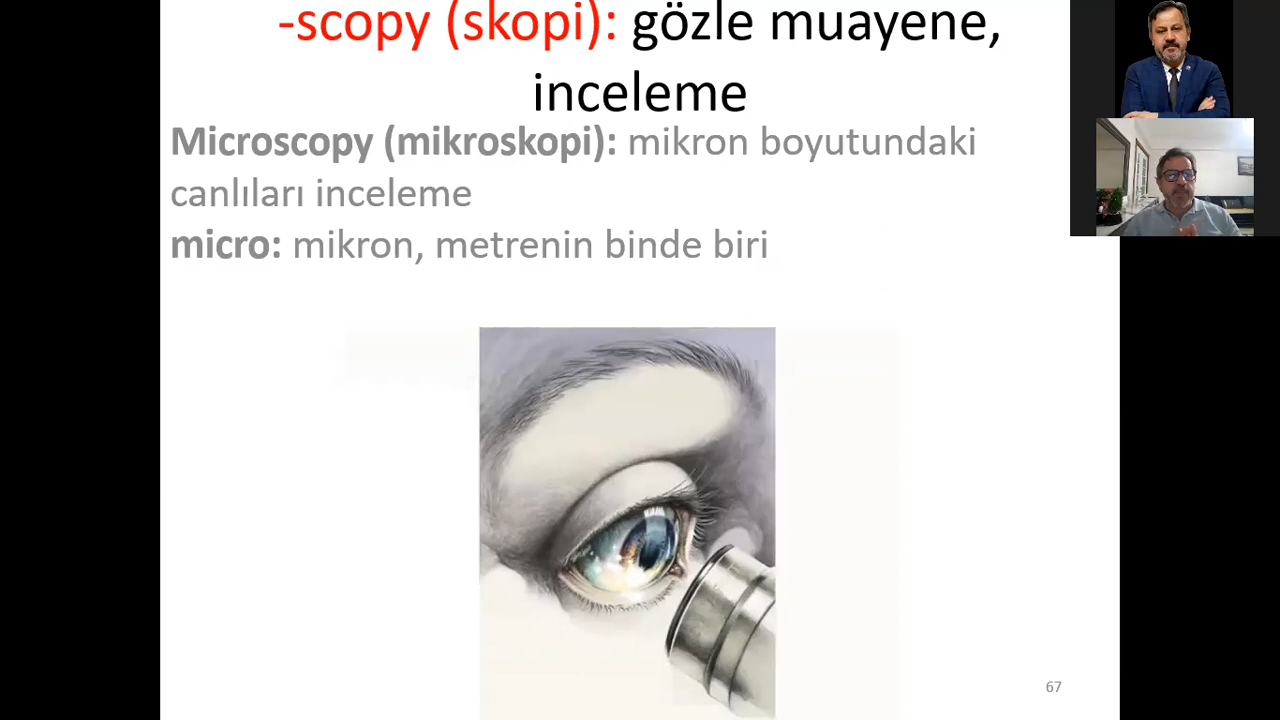 -scopy (skopi): gözle muayene,
inceleme
Microscopy (mikroskopi): mikron boyutundaki
canlıları inceleme
micro: mikron, metrenin binde biri
67